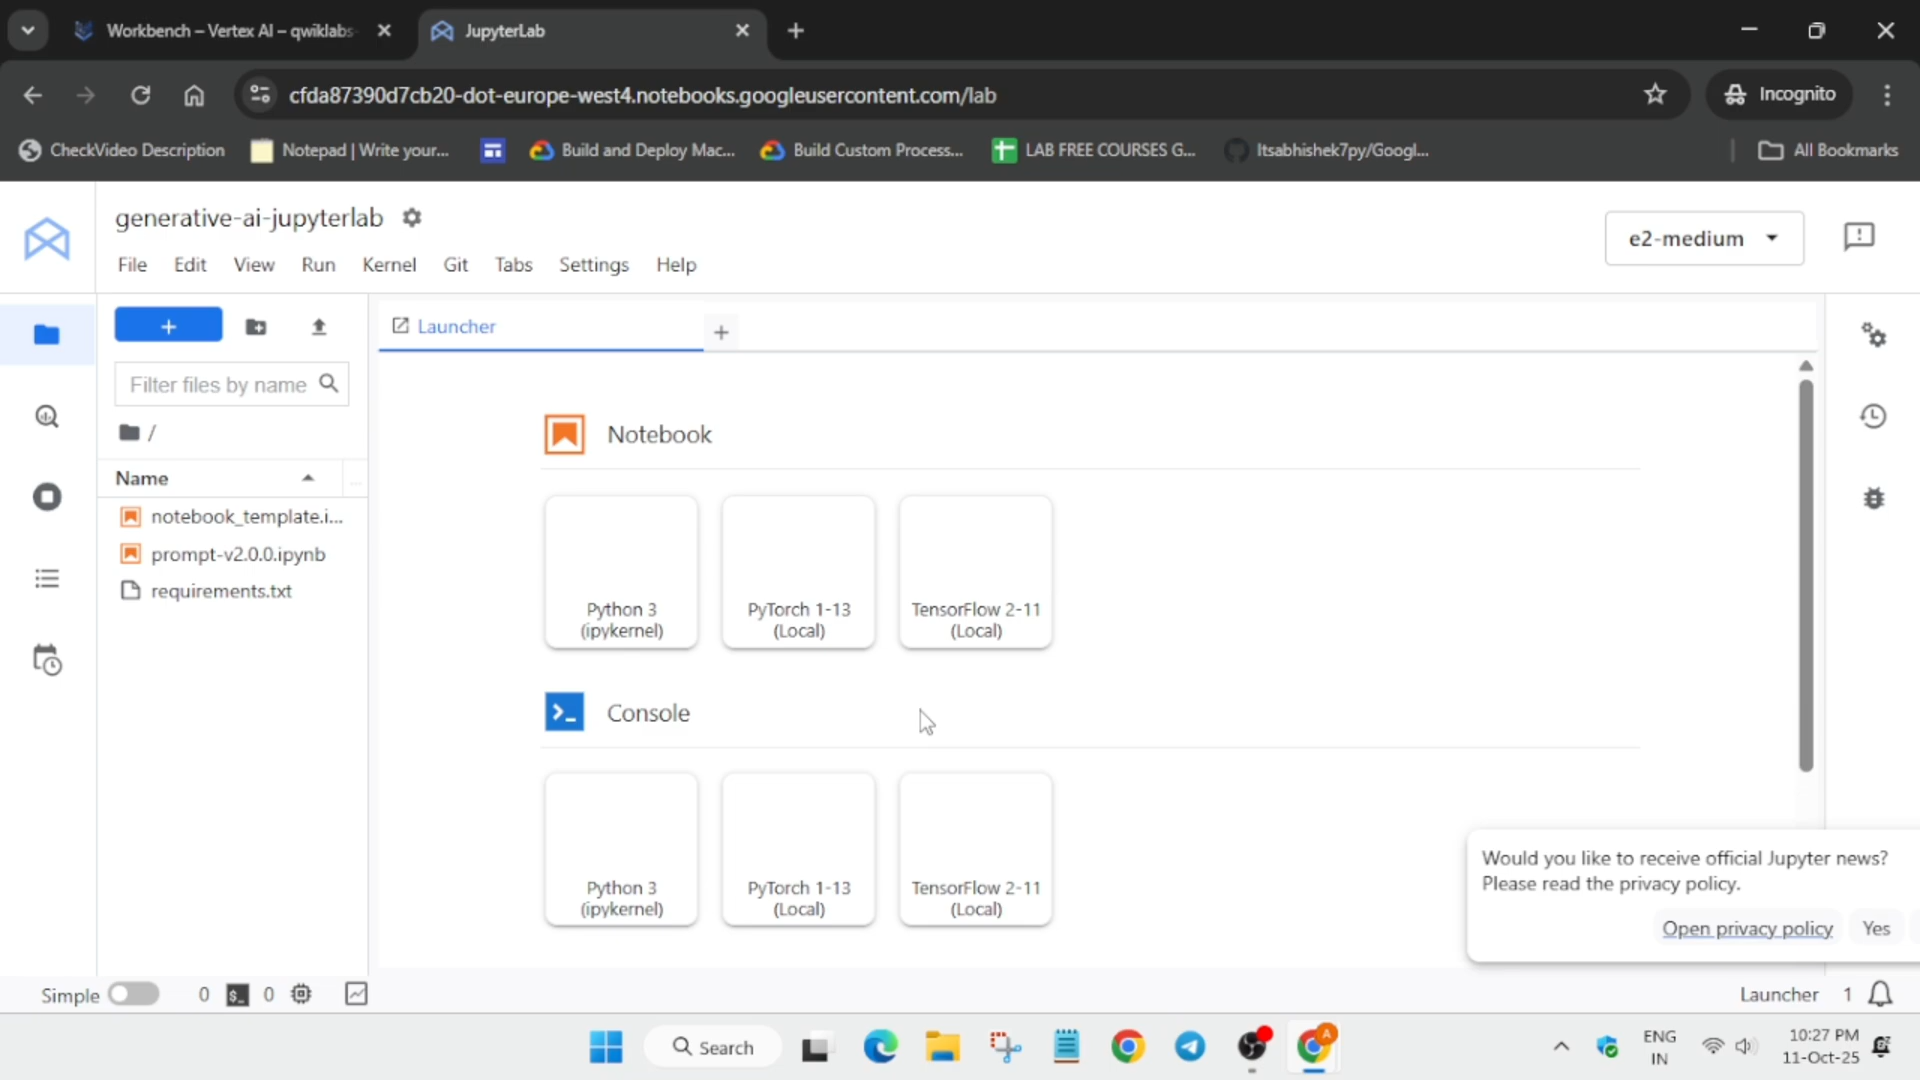 Workbench – Vertex AI – qwiklabs-
JupyterLab
cfda87390d7cb20-dot-europe-west4.notebooks.googleusercontent.com/lab
Incognito
CheckVideo Description
Notepad | Write your...
Build and Deploy Mac...
Build Custom Process...
LAB FREE COURSES G...
Itsabhishek7py/Googl...
All Bookmarks
generative-ai-jupyterlab
e2-medium
File Edit View Run Kernel Git Tabs Settings Help
Launcher
Filter files by name
/
Name
notebook_template.i...
prompt-v2.0.0.ipynb
requirements.txt
Notebook
Python 3
(ipykernel)
PyTorch 1-13
(Local)
TensorFlow 2-11
(Local)
Console
Python 3
(ipykernel)
PyTorch 1-13
(Local)
TensorFlow 2-11
(Local)
Would you like to receive official Jupyter news?
Please read the privacy policy.
Open privacy policy
Yes
Simple 0 $_ 0
Launcher 1
Search
ENG
IN
10:27 PM
11-Oct-25